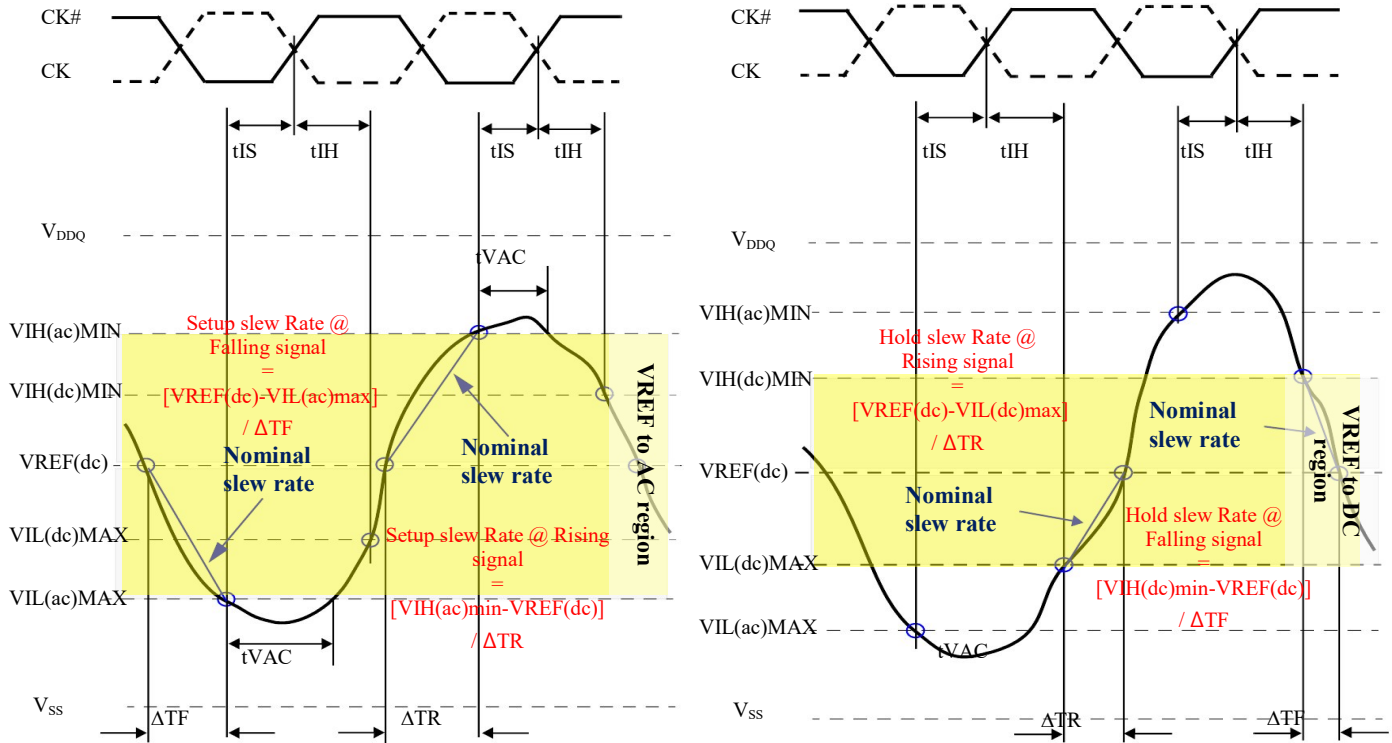 CK#
CK
tIS
tIH
tIS
tIH
VDDQ
tVAC
VIH(ac)MIN
Setup slew Rate @
Falling signal
=
[VREF(dc)-VIL(ac)max]
/ ΔTF
VIH(dc)MIN
Nominal
slew rate
Nominal
slew rate
VREF(dc)
VREF to AC region
VIL(dc)MAX
Setup slew Rate @ Rising
signal
=
[VIH(ac)min-VREF(dc)]
/ ΔTR
VIL(ac)MAX
tVAC
VSS
ΔTF
ΔTR
CK#
CK
tIS
tIH
tIS
tIH
VDDQ
VIH(ac)MIN
Hold slew Rate @
Rising signal
=
[VREF(dc)-VIL(dc)max]
/ ΔTR
VIH(dc)MIN
Nominal
slew rate
VREF to DC
region
VREF(dc)
Nominal
slew rate
Hold slew Rate @
Falling signal
=
[VIH(dc)min-VREF(dc)]
/ ΔTF
VIL(dc)MAX
VIL(ac)MAX
tVAC
VSS
ΔTR
ΔTF